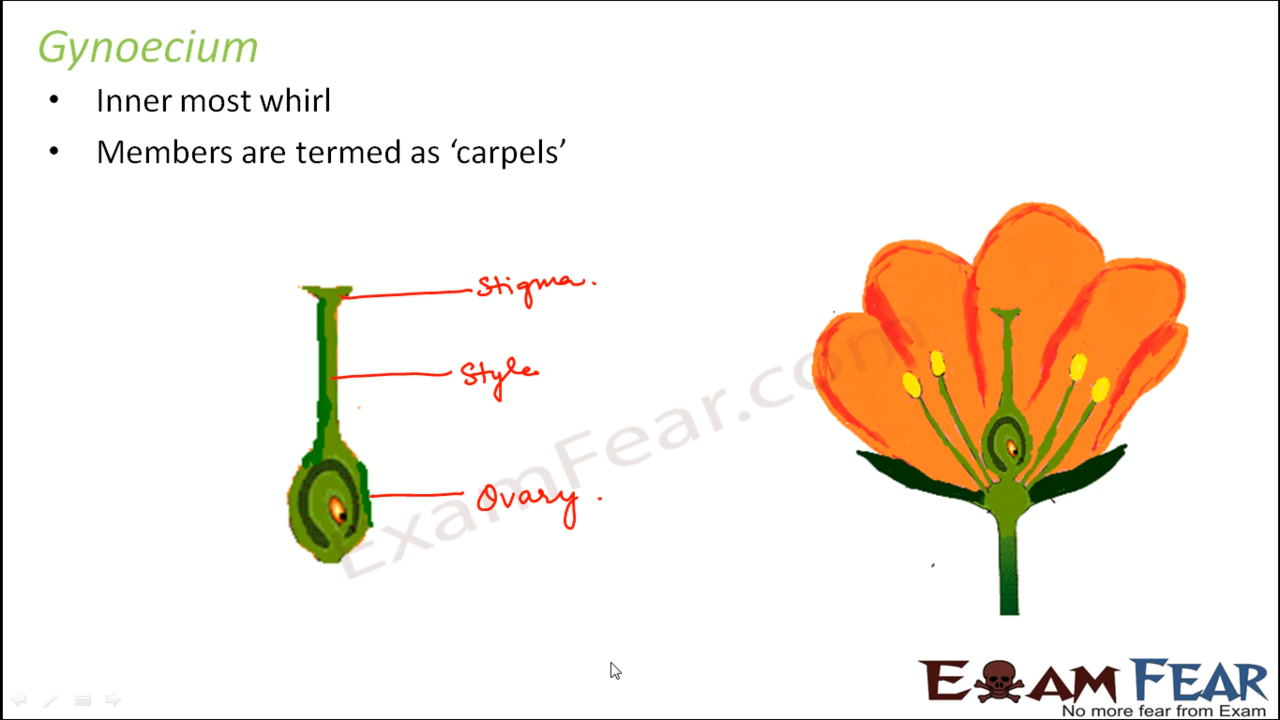 Gynoecium
• Inner most whirl
• Members are termed as ‘carpels’
Stigma.
Style
Ovary.
ExamFear.com
EXAM FEAR
No more fear from Exam